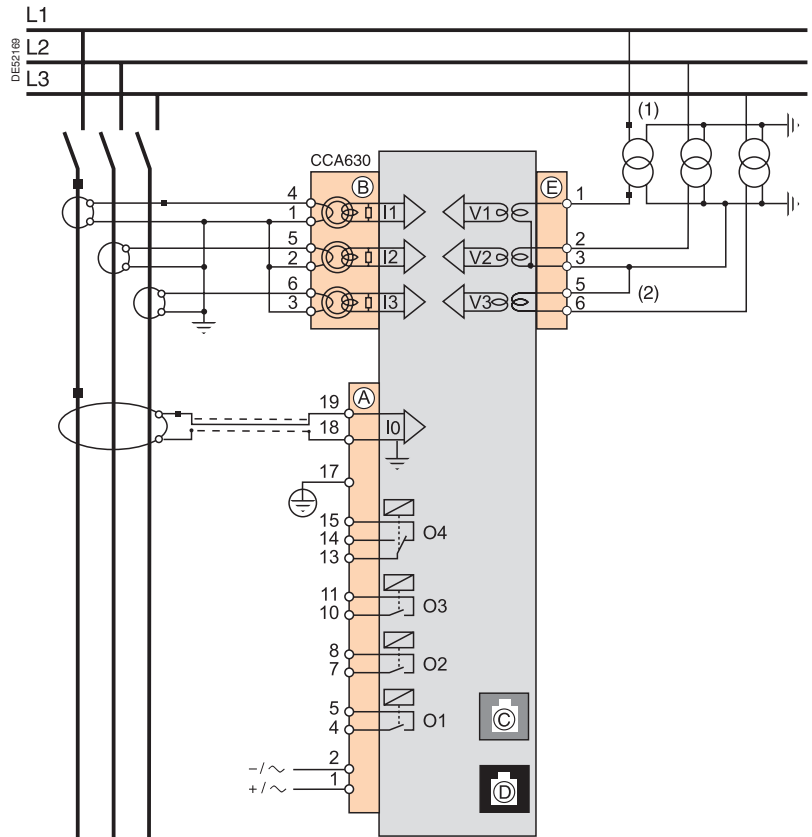 L1
L2
L3
DE52169
(1)
CCA630
B
E
4
1
I1
V1
1
5
2
I2
V2
2
3
6
3
I3
V3
5
6
(2)
A
19
18
I0
17
15
14
13
O4
11
10
O3
8
7
O2
5
4
O1
C
2
–/∼
1
+/∼
D